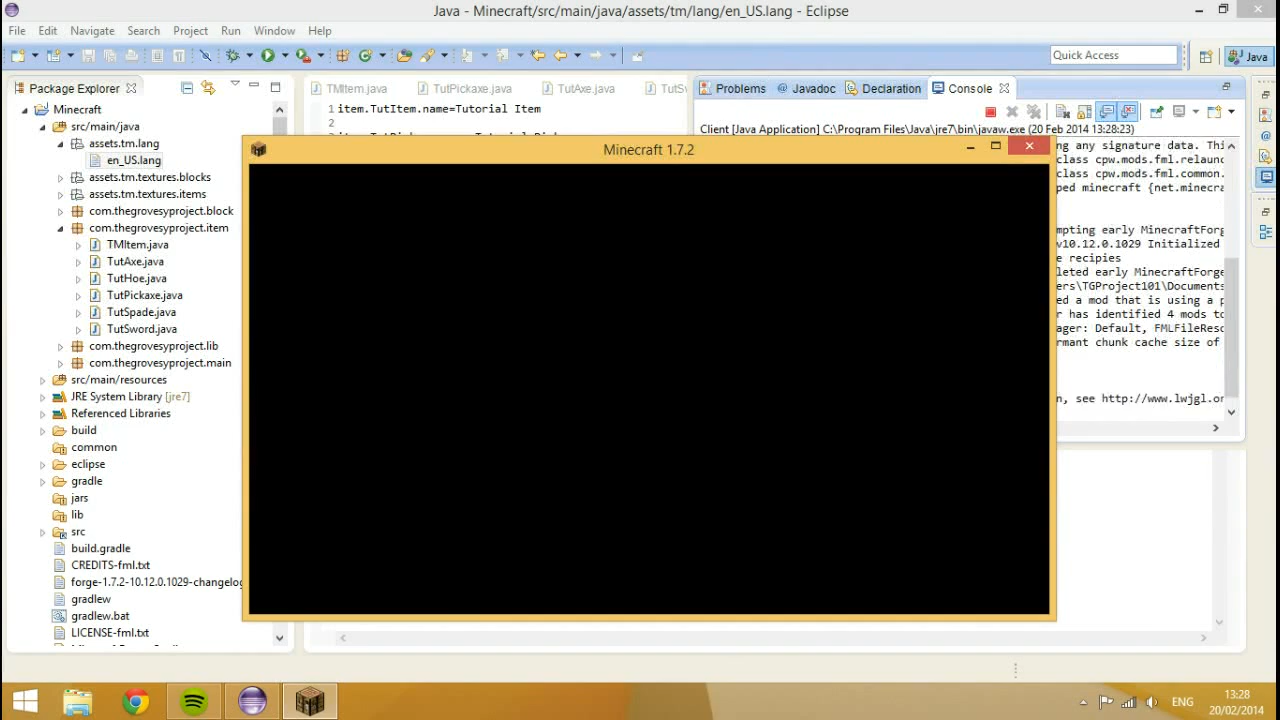 Java - Minecraft/src/main/java/assets/tm/lang/en_US.lang - Eclipse
File Edit Navigate Search Project Run Window Help
Quick Access
Java
Package Explorer
Minecraft
src/main/java
assets.tm.lang
en_US.lang
assets.tm.textures.blocks
assets.tm.textures.items
com.thegrovesyproject.block
com.thegrovesyproject.item
TMItem.java
TutAxe.java
TutHoe.java
TutPickaxe.java
TutSpade.java
TutSword.java
com.thegrovesyproject.lib
com.thegrovesyproject.main
src/main/resources
JRE System Library [jre7]
Referenced Libraries
build
common
eclipse
gradle
jars
lib
src
build.gradle
CREDITS-fml.txt
forge-1.7.2-10.12.0.1029-changelog
gradlew
gradlew.bat
LICENSE-fml.txt
TMItem.java TutPickaxe.java TutAxe.java TutSw
1 item.TutItem.name=Tutorial Item
2
Problems Javadoc Declaration Console
Client [Java Application] C:\Program Files\Java\jre7\bin\javaw.exe (20 Feb 2014 13:28:23)
ng any signature data. Thi
class cpw.mods.fml.relaun
class cpw.mods.fml.common.
ped minecraft {net.minecra
mpting early MinecraftForg
v10.12.0.1029 Initialized
e recipies
leted early MinecraftForge
ers\TGProject101\Documents
ed a mod that is using a p
r has identified 4 mods to
ager: Default, FMLFileReso
rmant chunk cache size of
n, see http://www.lwjgl.or
Minecraft 1.7.2
ENG
13:28
20/02/2014